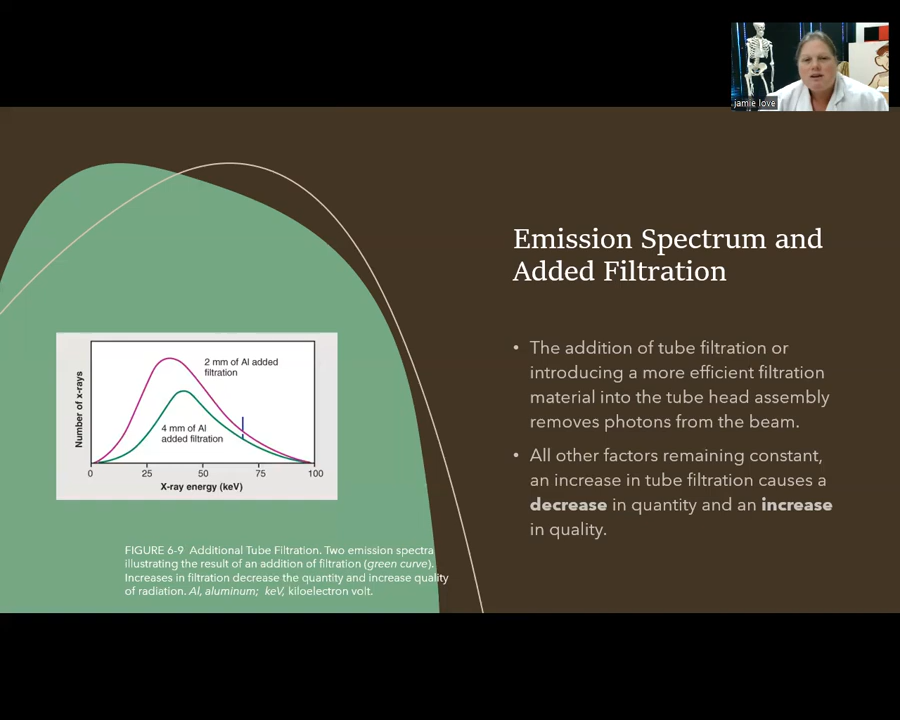 jamie love
Emission Spectrum and
Added Filtration
• The addition of tube filtration or
introducing a more efficient filtration
material into the tube head assembly
removes photons from the beam.
• All other factors remaining constant,
an increase in tube filtration causes a
decrease in quantity and an increase
in quality.
Number of x-rays
2 mm of Al added
filtration
4 mm of Al
added filtration
0 25 50 75 100
X-ray energy (keV)
FIGURE 6-9 Additional Tube Filtration. Two emission spectra
illustrating the result of an addition of filtration (green curve).
Increases in filtration decrease the quantity and increase quality
of radiation. Al, aluminum; keV, kiloelectron volt.